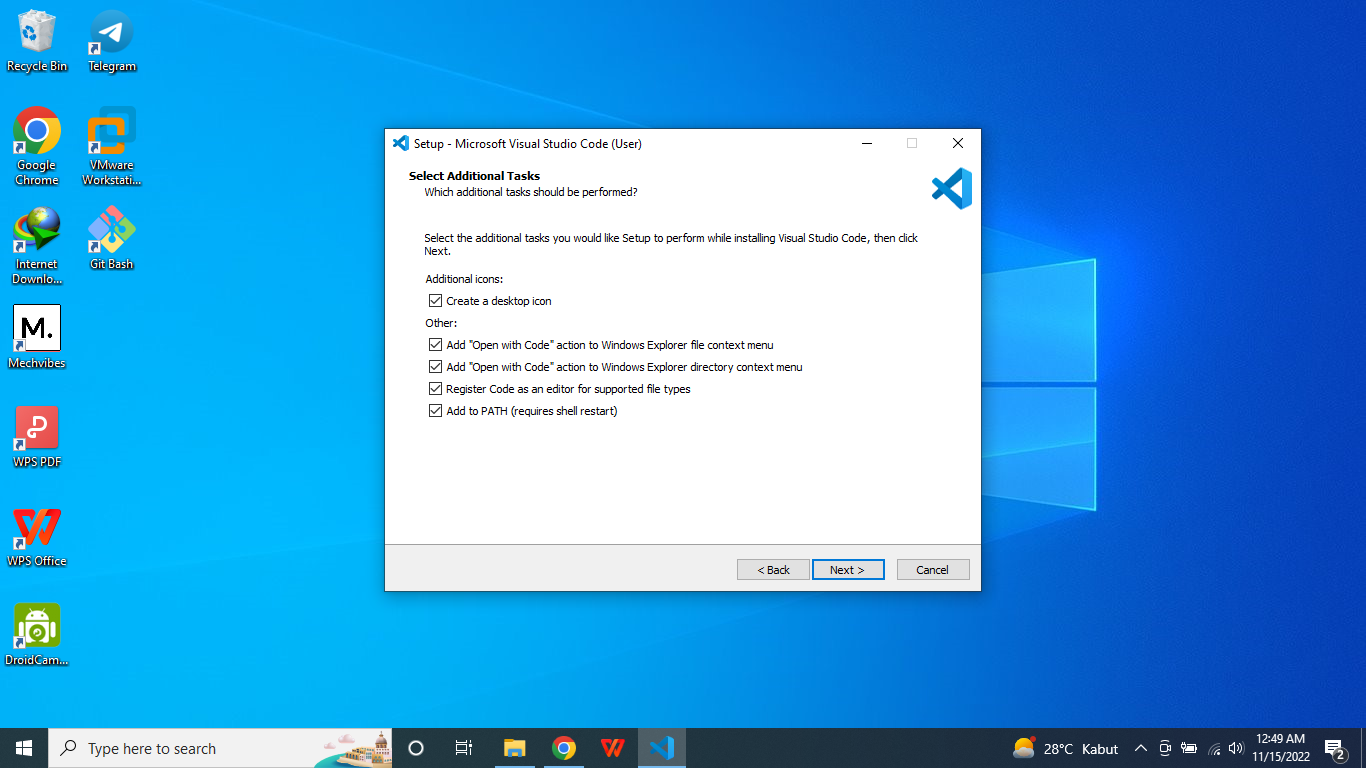 Recycle Bin
Telegram
Google
Chrome
VMware
Workstati...
Internet
Downlo...
Git Bash
M.
Mechvibes
WPS PDF
WPS Office
DroidCam...
Setup - Microsoft Visual Studio Code (User)
Select Additional Tasks
Which additional tasks should be performed?
Select the additional tasks you would like Setup to perform while installing Visual Studio Code, then click
Next.
Additional icons:
Create a desktop icon
Other:
Add "Open with Code" action to Windows Explorer file context menu
Add "Open with Code" action to Windows Explorer directory context menu
Register Code as an editor for supported file types
Add to PATH (requires shell restart)
< Back
Next >
Cancel
Type here to search
28°C Kabut
12:49 AM
11/15/2022
2